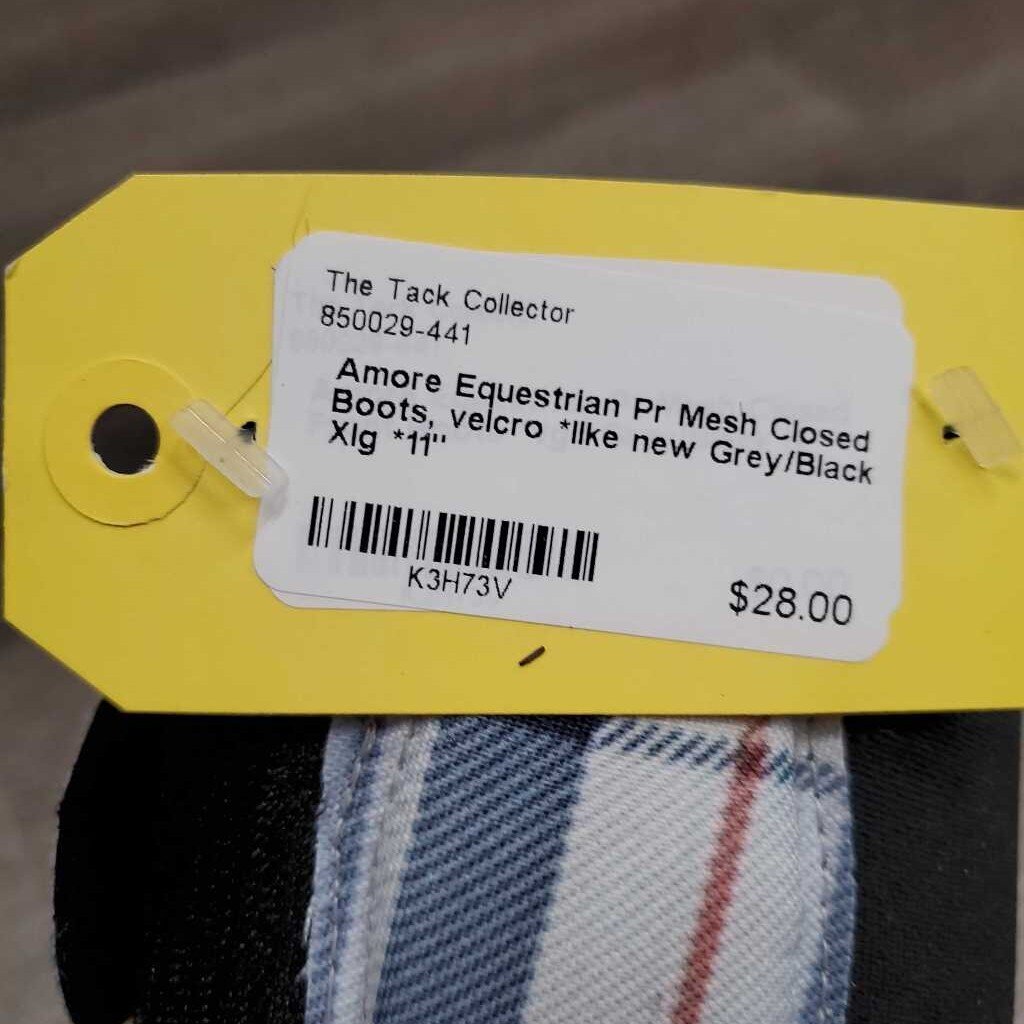 The Tack Collector
850029-441
Amore Equestrian Pr Mesh Closed
Boots, velcro *like new Grey/Black
Xlg *11"
K3H73V
$28.00